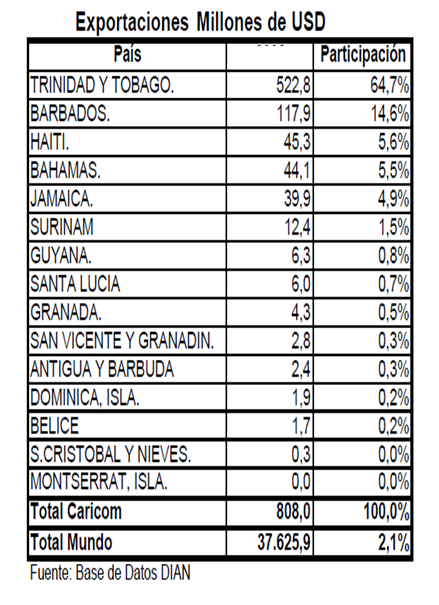 Exportaciones Millones de USD
País Participación
TRINIDAD Y TOBAGO. 522,8 64,7%
BARBADOS. 117,9 14,6%
HAITI. 45,3 5,6%
BAHAMAS. 44,1 5,5%
JAMAICA. 39,9 4,9%
SURINAM 12,4 1,5%
GUYANA. 6,3 0,8%
SANTA LUCIA 6,0 0,7%
GRANADA. 4,3 0,5%
SAN VICENTE Y GRANADIN. 2,8 0,3%
ANTIGUA Y BARBUDA 2,4 0,3%
DOMINICA, ISLA. 1,9 0,2%
BELICE 1,7 0,2%
S.CRISTOBAL Y NIEVES. 0,3 0,0%
MONTSERRAT, ISLA. 0,0 0,0%
Total Caricom 808,0 100,0%
Total Mundo 37.625,9 2,1%
Fuente: Base de Datos DIAN